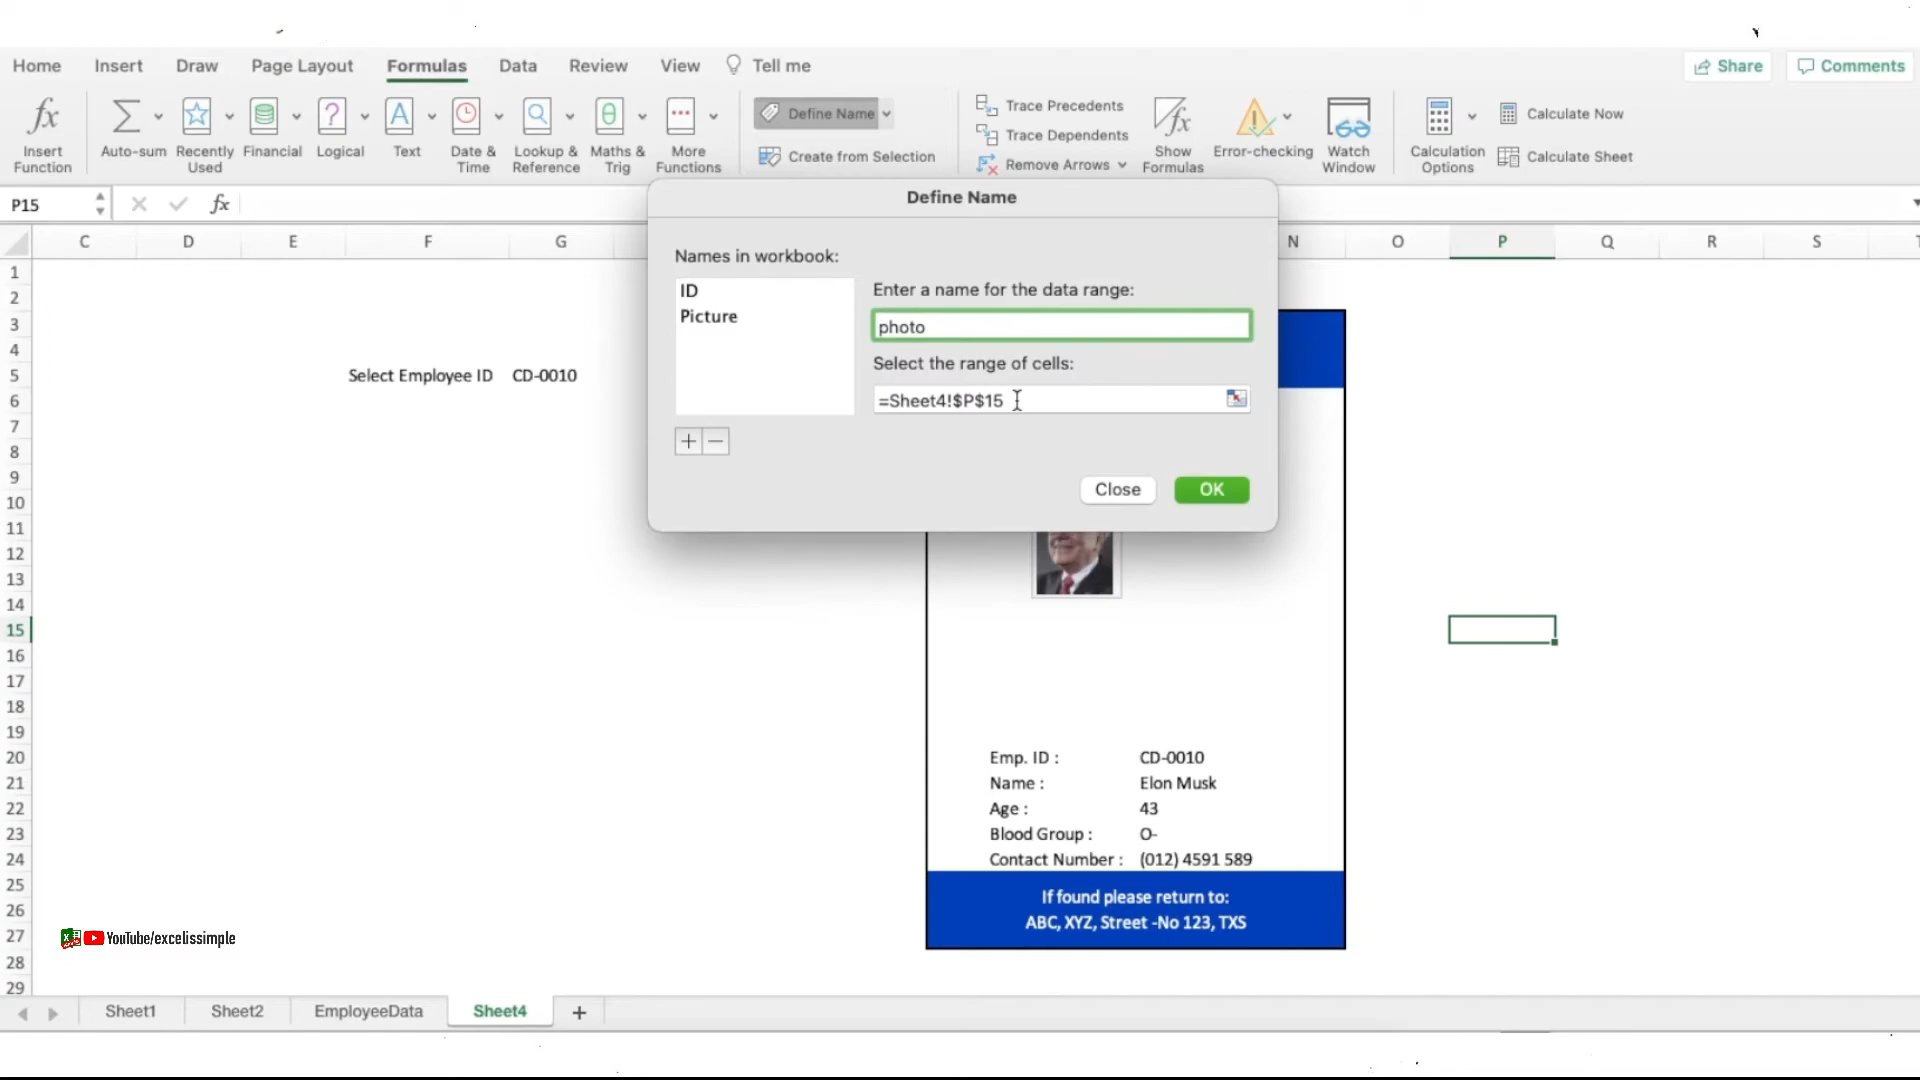 Home Insert Draw Page Layout Formulas Data Review View Tell me Share Comments
Insert Function
Auto-sum
Recently Used
Financial
Logical
Text
Date & Time
Lookup & Reference
Maths & Trig
More Functions
Define Name
Create from Selection
Trace Precedents
Trace Dependents
Remove Arrows
Show Formulas
Error-checking
Watch Window
Calculation Options
Calculate Now
Calculate Sheet
P15 fx
C D E F G N O P Q R S
Define Name
Names in workbook:
ID
Picture
Enter a name for the data range:
photo
Select the range of cells:
=Sheet4!$P$15
+ −
Close OK
1
2
3
4
5 Select Employee ID CD-0010
6
7
8
9
10
11
12
13
14
15
16
17
18
19
20 Emp. ID : CD-0010
21 Name : Elon Musk
22 Age : 43
23 Blood Group : O-
24 Contact Number : (012) 4591 589
25
26
27
28
29
If found please return to:
ABC, XYZ, Street -No 123, TXS
YouTube/excelissimple
Sheet1 Sheet2 EmployeeData Sheet4 +